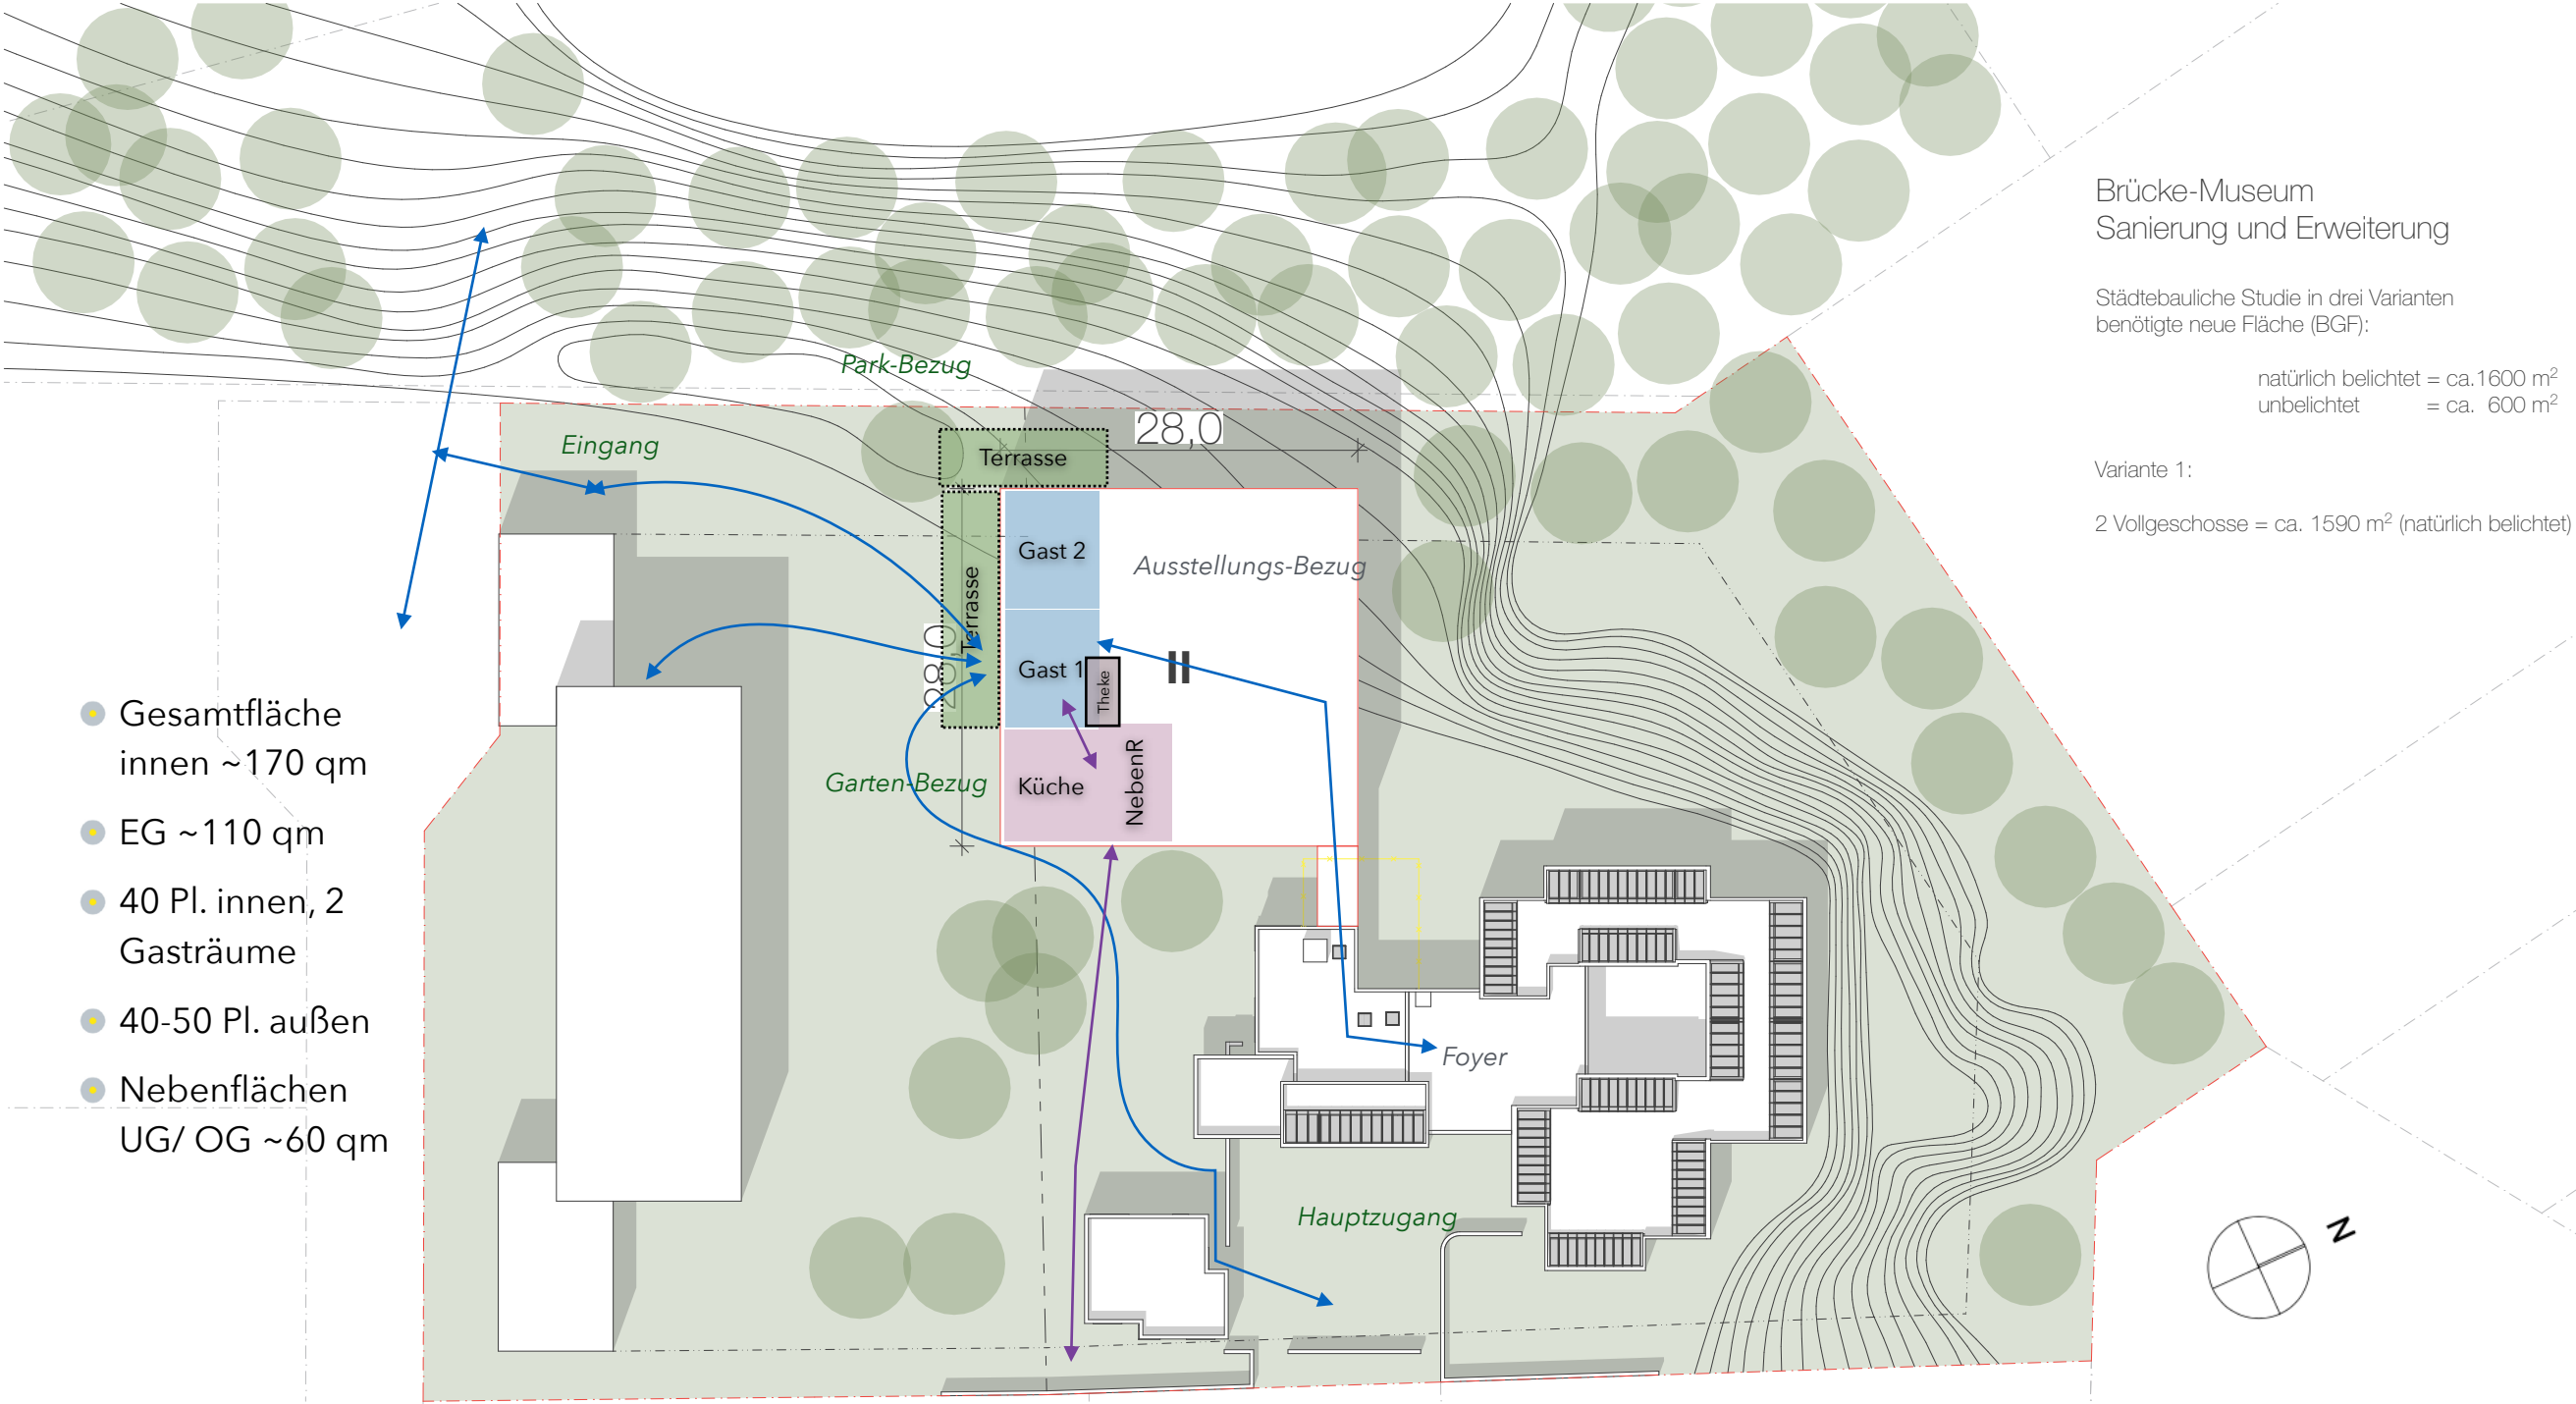 Brücke-Museum
Sanierung und Erweiterung
Städtebauliche Studie in drei Varianten
benötigte neue Fläche (BGF):
natürlich belichtet = ca.1600 m²
unbelichtet = ca. 600 m²
Variante 1:
2 Vollgeschosse = ca. 1590 m² (natürlich belichtet)
Park-Bezug
28,0
Eingang
Terrasse
Gast 2
Ausstellungs-Bezug
Terrasse
28,0
Gast 1
Theke
II
Garten-Bezug
Küche
NebenR
Foyer
Hauptzugang
N
Gesamtfläche
innen ~170 qm
EG ~110 qm
40 Pl. innen, 2
Gasträume
40-50 Pl. außen
Nebenflächen
UG/ OG ~60 qm